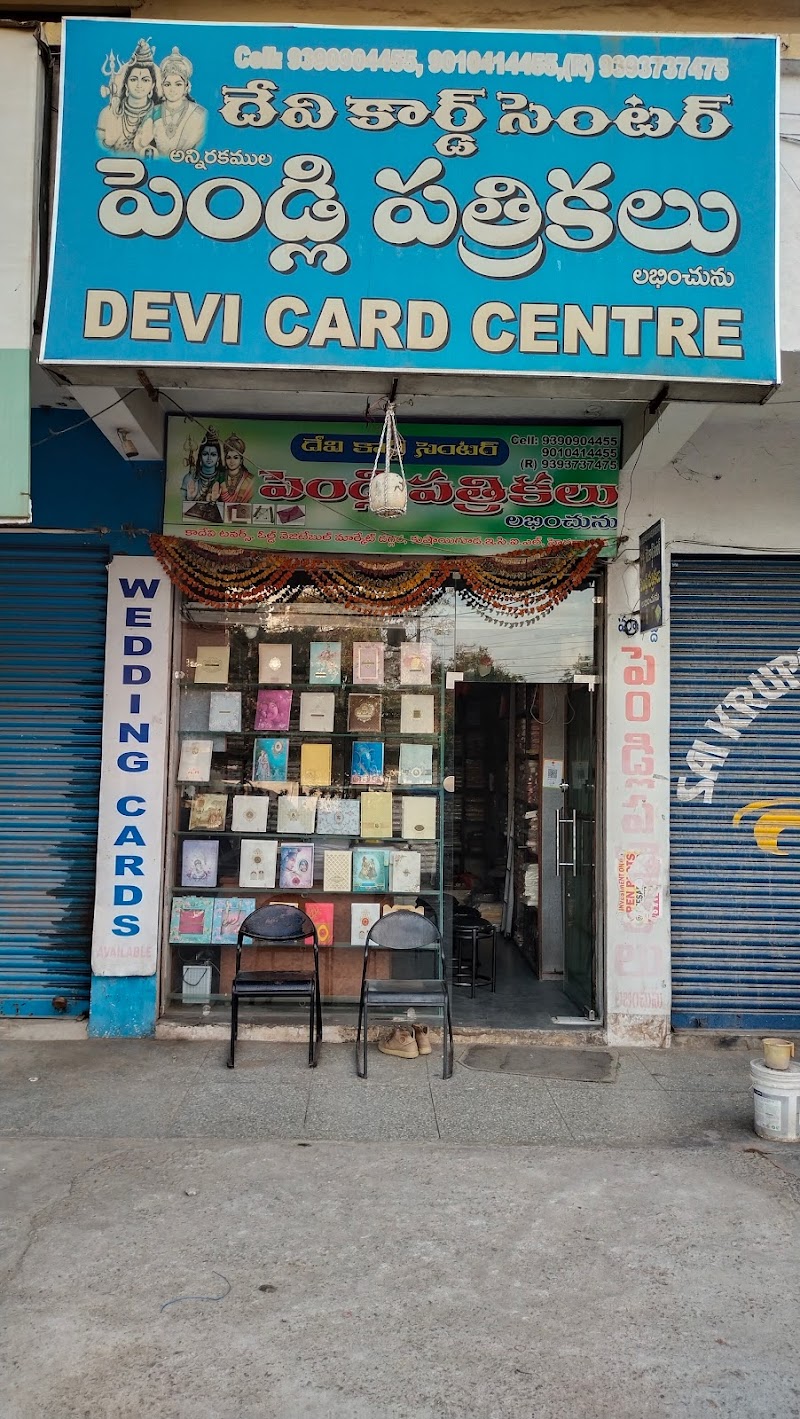 Cell: 9390904455, 9010414455,(R) 9393737475
దేవి కార్డ్ సెంటర్
అన్నిరకముల
పెండ్లి పత్రికలు
లభించును
DEVI CARD CENTRE
దేవి కార్డ్ సెంటర్
Cell: 9390904455
9010414455
(R) 9393737475
పెండ్లి పత్రికలు
లభించును
WEDDING CARDS
AVAILABLE
పెండ్లి
SAI KRUPA